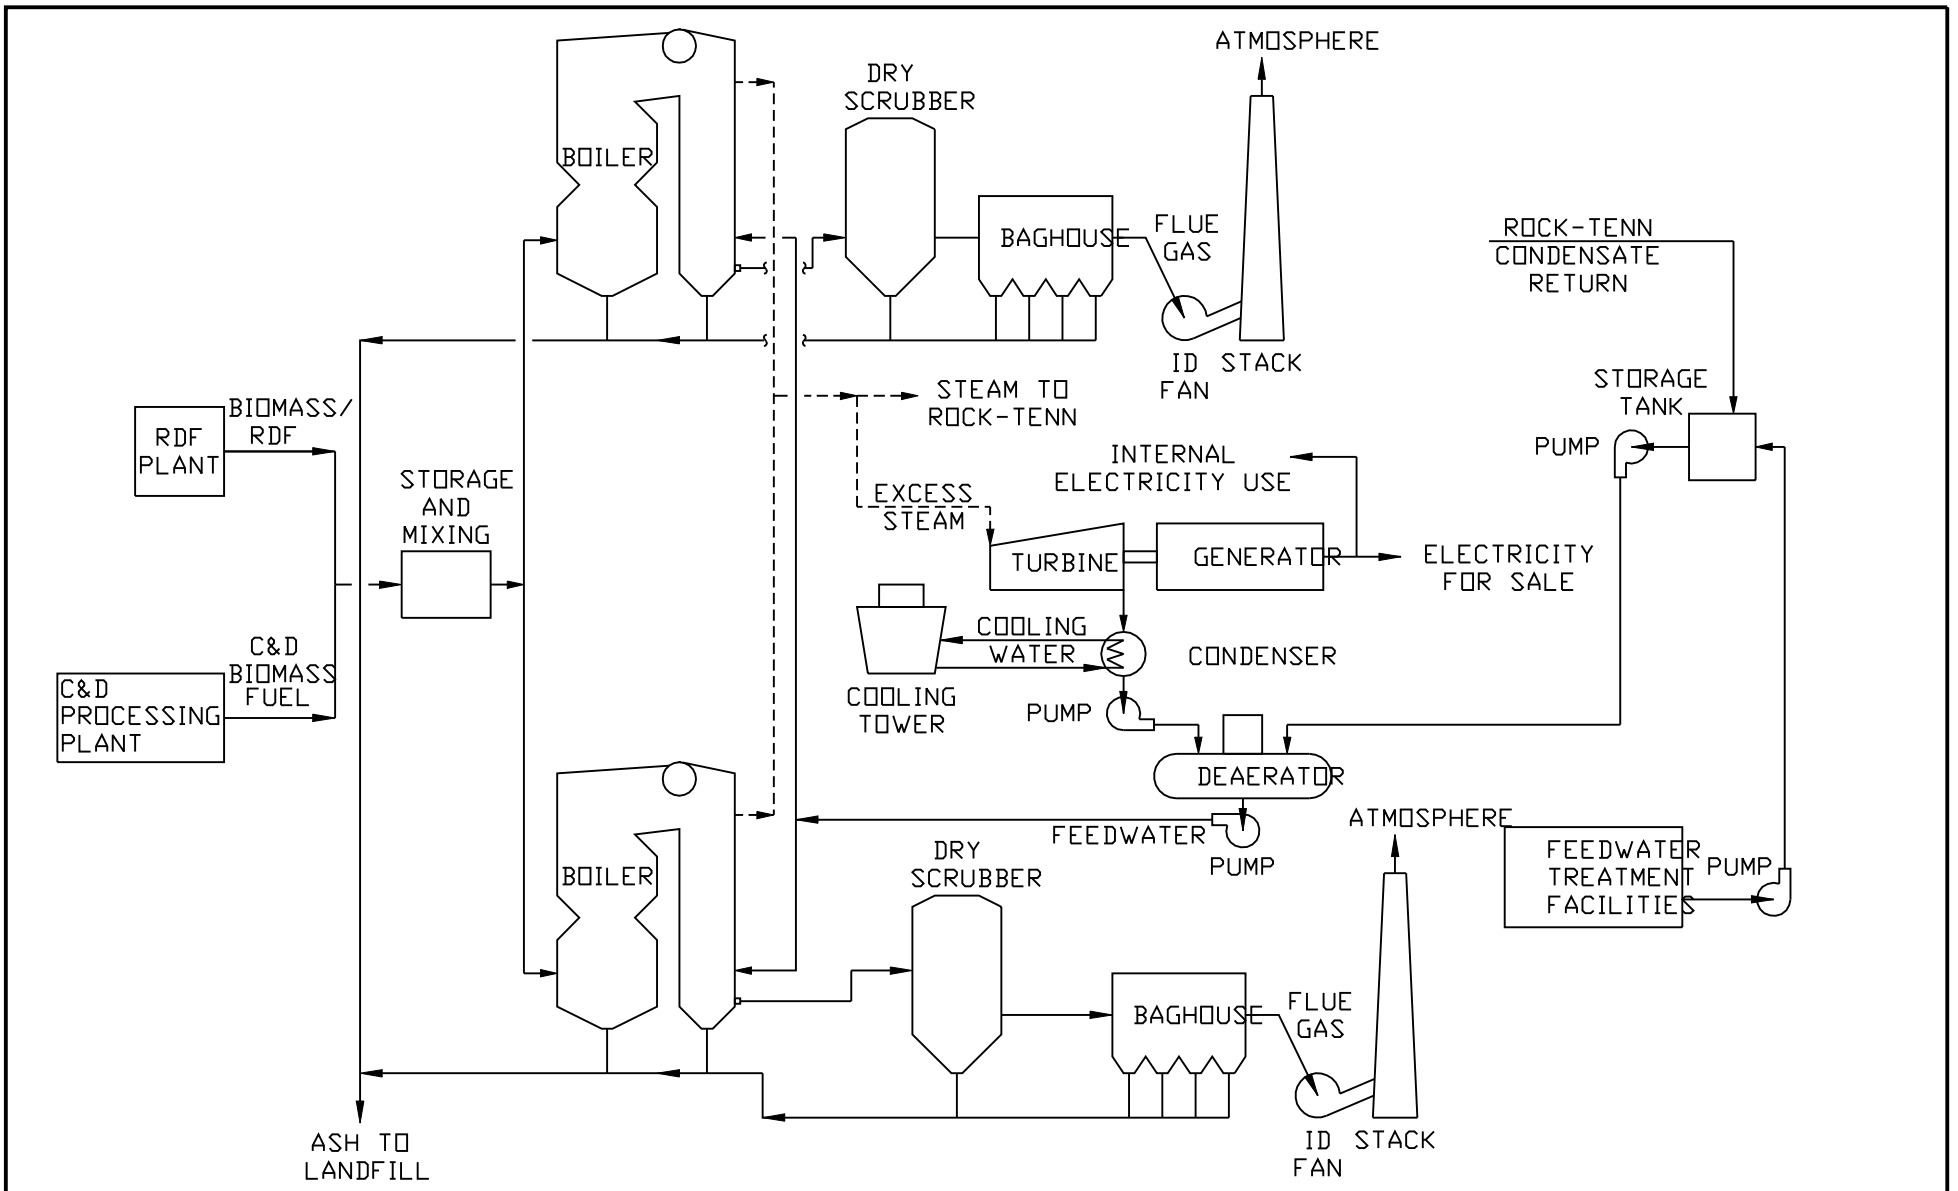 ATMOSPHERE
DRY
SCRUBBER
BOILER
BAGHOUSE
FLUE
GAS
ROCK-TENN
CONDENSATE
RETURN
ID
FAN
STACK
STEAM TO
ROCK-TENN
STORAGE
TANK
PUMP
BIOMASS/
RDF
RDF
PLANT
STORAGE
AND
MIXING
INTERNAL
ELECTRICITY USE
EXCESS
STEAM
TURBINE
GENERATOR
ELECTRICITY
FOR SALE
C&D
BIOMASS
FUEL
C&D
PROCESSING
PLANT
COOLING
WATER
CONDENSER
COOLING
TOWER
PUMP
DEAERATOR
FEEDWATER
PUMP
ATMOSPHERE
FEEDWATER
TREATMENT
FACILITIES
PUMP
DRY
SCRUBBER
BOILER
BAGHOUSE
FLUE
GAS
ID
FAN
STACK
ASH TO
LANDFILL